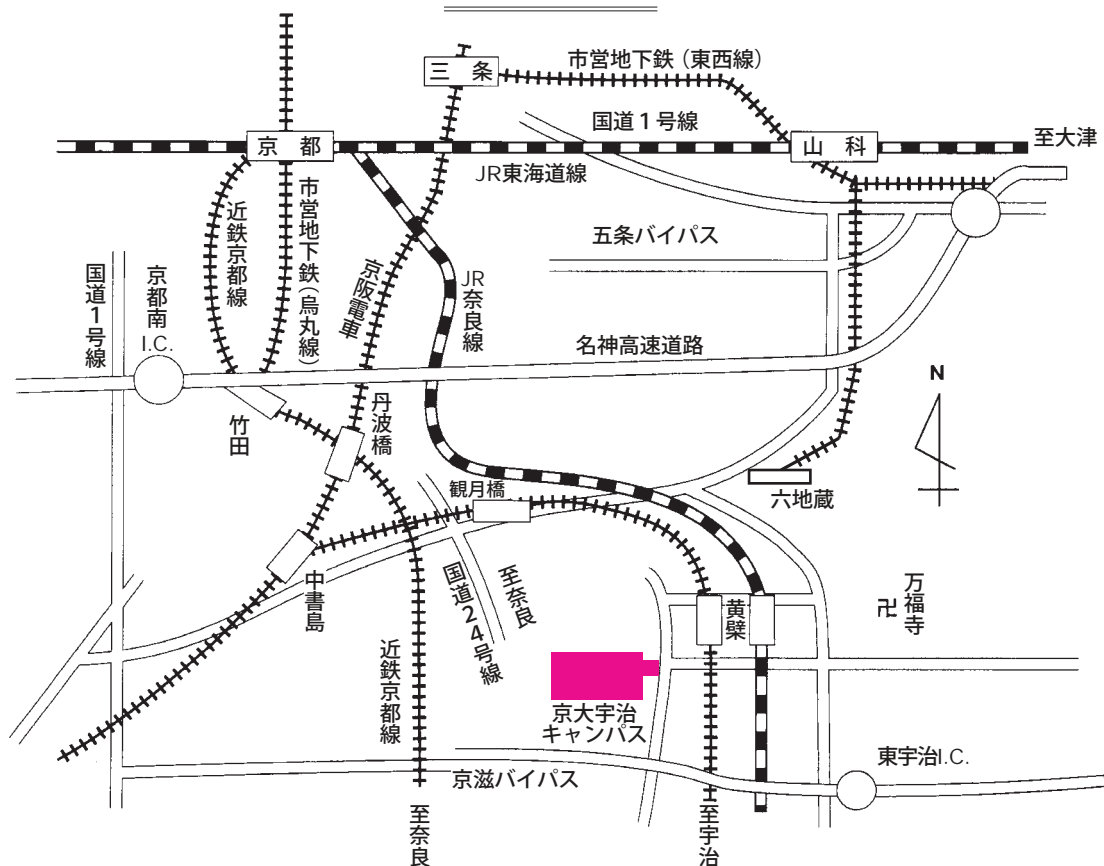 市営地下鉄（東西線）
三　条
国道１号線
京　都
山　科
至大津
JR東海道線
近鉄京都線
市営地下鉄（烏丸線）
京阪電車
JR奈良線
五条バイパス
国道１号線
京都南
I.C.
名神高速道路
N
竹田
丹波橋
観月橋
六地蔵
中書島
国道２４号線
至奈良
黄檗
卍
万福寺
近鉄京都線
京大宇治
キャンパス
東宇治I.C.
京滋バイパス
至奈良
至宇治